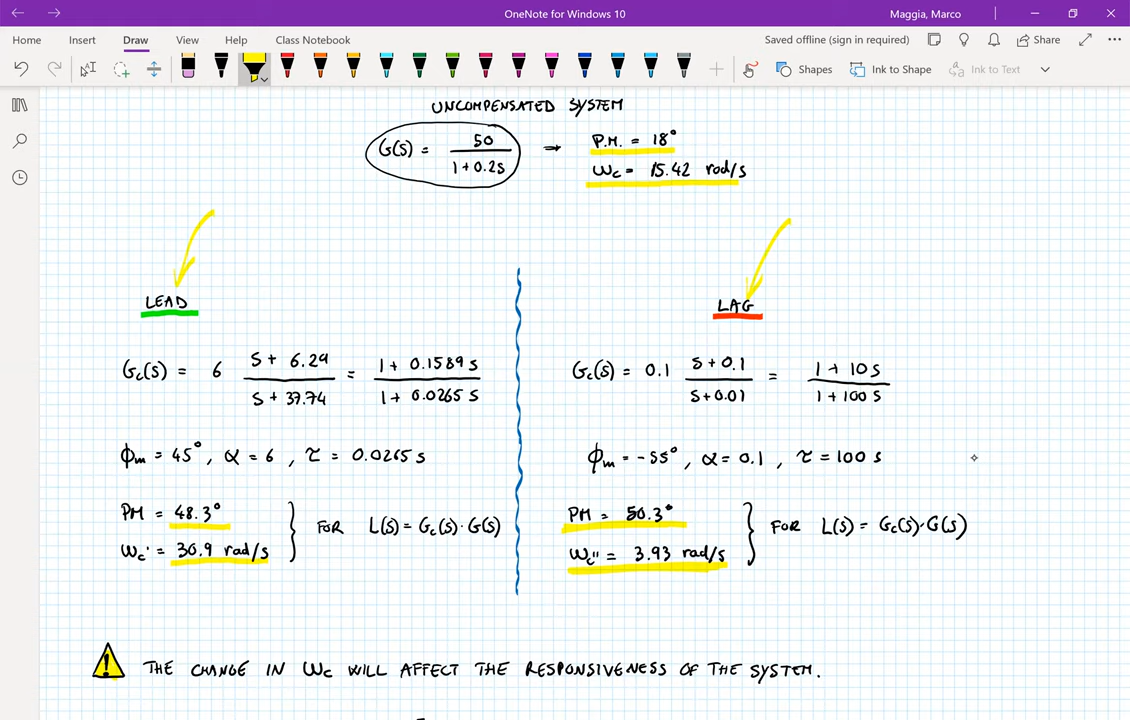 OneNote for Windows 10
Maggia, Marco
Home Insert Draw View Help Class Notebook
Saved offline (sign in required)
Share
Shapes
Ink to Shape
Ink to Text
UNCOMPENSATED SYSTEM
G(S) = 50 / 1+0.2S → P.M. = 18°
ωc = 15.42 rad/s
LEAD
Gc(S) = 6 S + 6.29 / S + 37.74 = 1 + 0.1589 S / 1 + 0.0265 S
ϕm = 45°, α = 6, τ = 0.0265 S
PM = 48.3°
ωc' = 30.9 rad/s
} FOR L(S) = Gc(S)·G(S)
LAG
Gc(S) = 0.1 S + 0.1 / S + 0.01 = 1 + 10 S / 1 + 100 S
ϕm = -55°, α = 0.1, τ = 100 S
PM = 50.3°
ωc'' = 3.93 rad/s
} FOR L(S) = Gc(S)·G(S)
! THE CHANGE IN ωc WILL AFFECT THE RESPONSIVENESS OF THE SYSTEM.